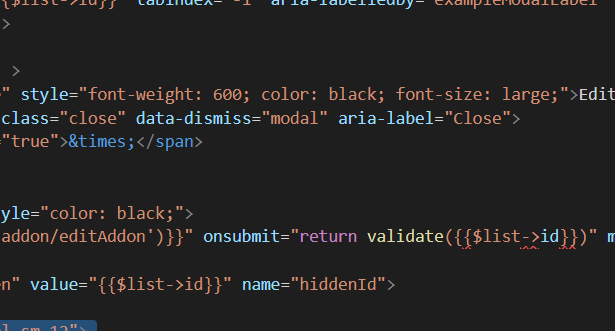 {$list->id}}" tabindex="-1" aria-labelledby="exampleModalLabel"
>
>
" style="font-weight: 600; color: black; font-size: large;">Edit
class="close" data-dismiss="modal" aria-label="Close">
="true">&times;</span>
yle="color: black;">
addon/editAddon')}}" onsubmit="return validate({{$list->id}})" m
n" value="{{$list->id}}" name="hiddenId">
l-sm-12">